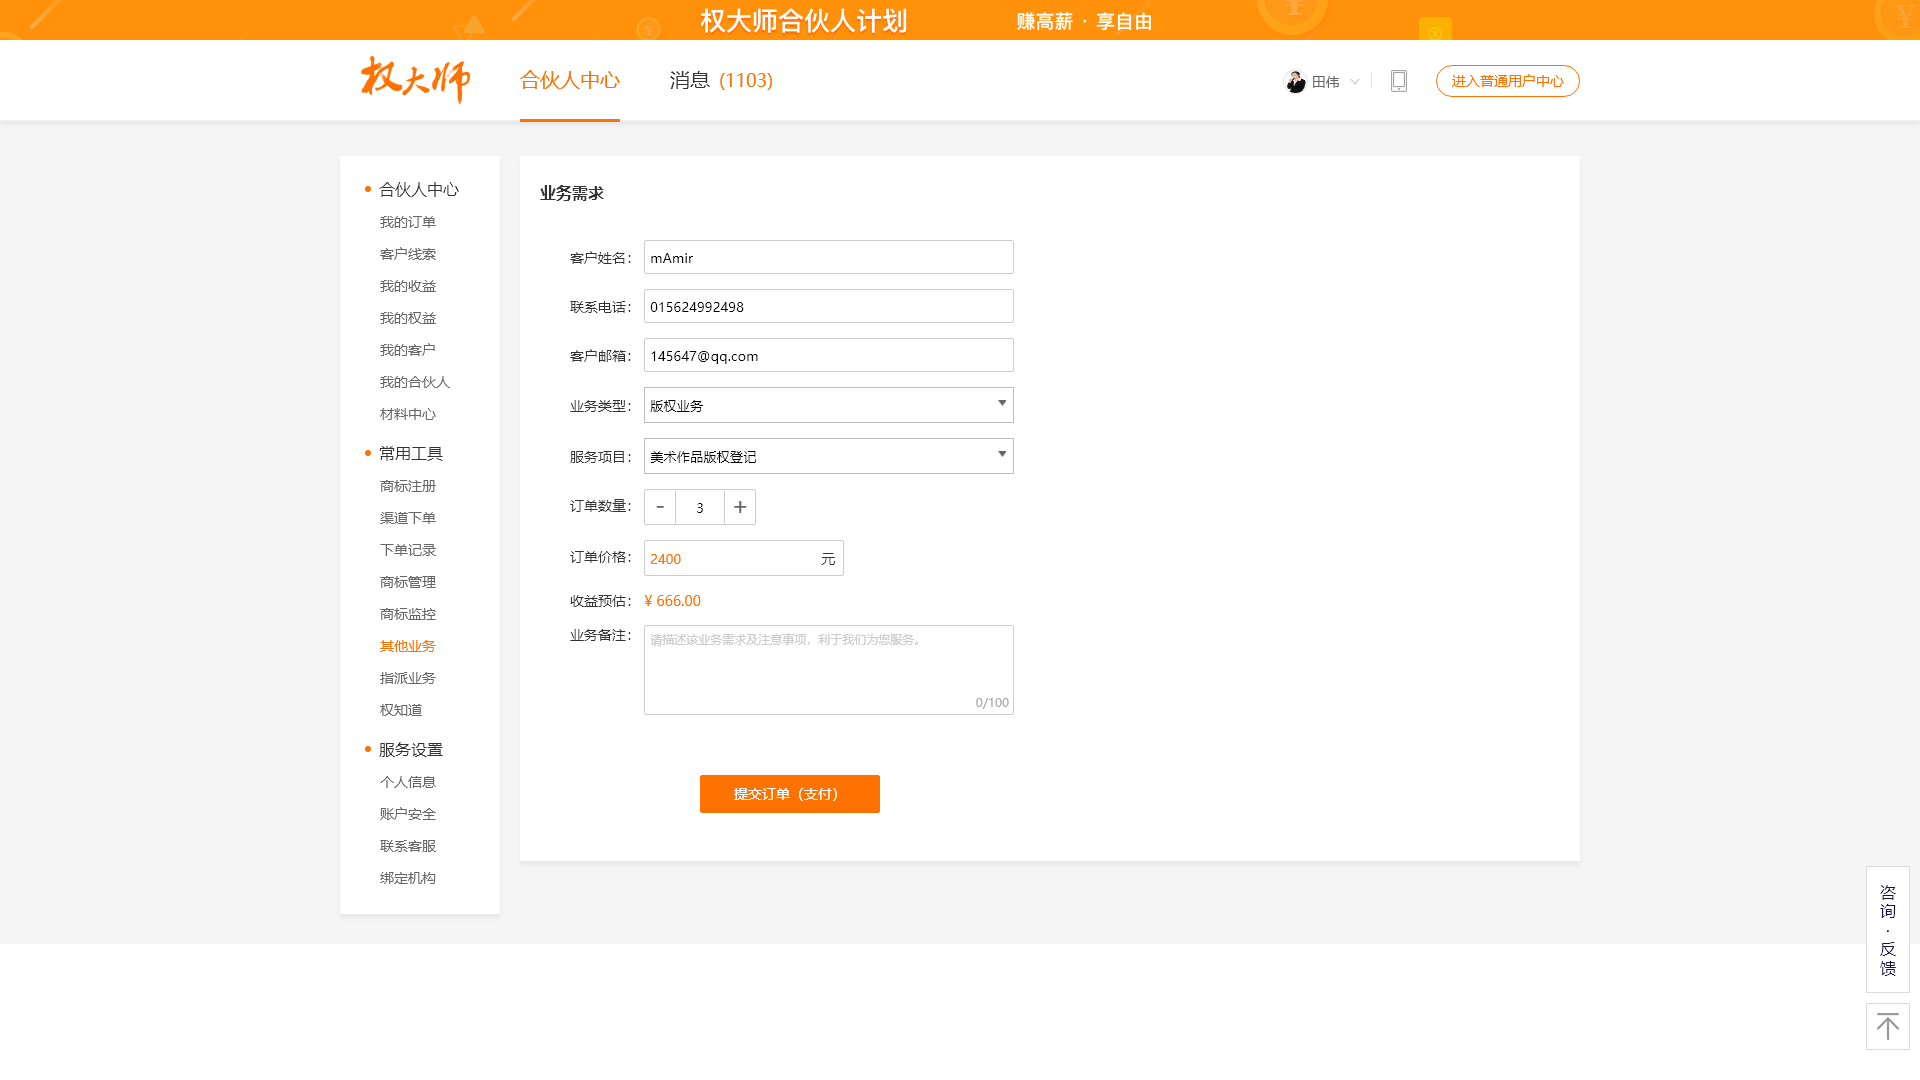 权大师合伙人计划 赚高薪 · 享自由
权大师 合伙人中心 消息 (1103) 田伟 进入普通用户中心
合伙人中心
我的订单
客户线索
我的收益
我的权益
我的客户
我的合伙人
材料中心
常用工具
商标注册
渠道下单
下单记录
商标管理
商标监控
其他业务
指派业务
权知道
服务设置
个人信息
账户安全
联系客服
绑定机构
业务需求
客户姓名： mAmir
联系电话： 015624992498
客户邮箱： 145647@qq.com
业务类型： 版权业务
服务项目： 美术作品版权登记
订单数量： - 3 +
订单价格： 2400 元
收益预估： ¥ 666.00
业务备注： 请描述该业务需求及注意事项，利于我们为您服务。
0/100
提交订单（支付）
咨询·反馈